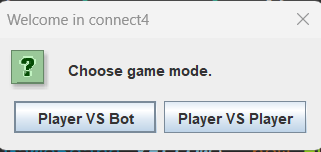 Welcome in connect4
?
Choose game mode.
Player VS Bot
Player VS Player